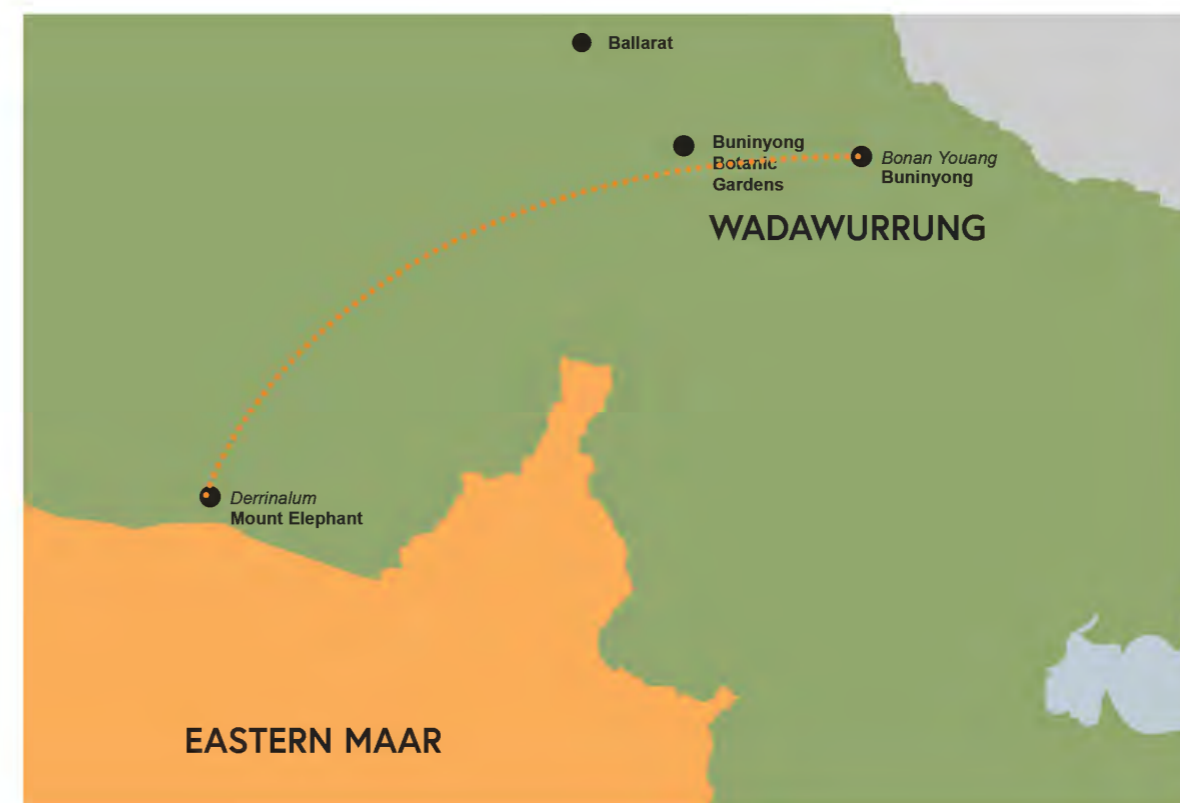 Ballarat
Buninyong
Botanic
Gardens
Bonan Youang
Buninyong
WADAWURRUNG
Derrinalum
Mount Elephant
EASTERN MAAR